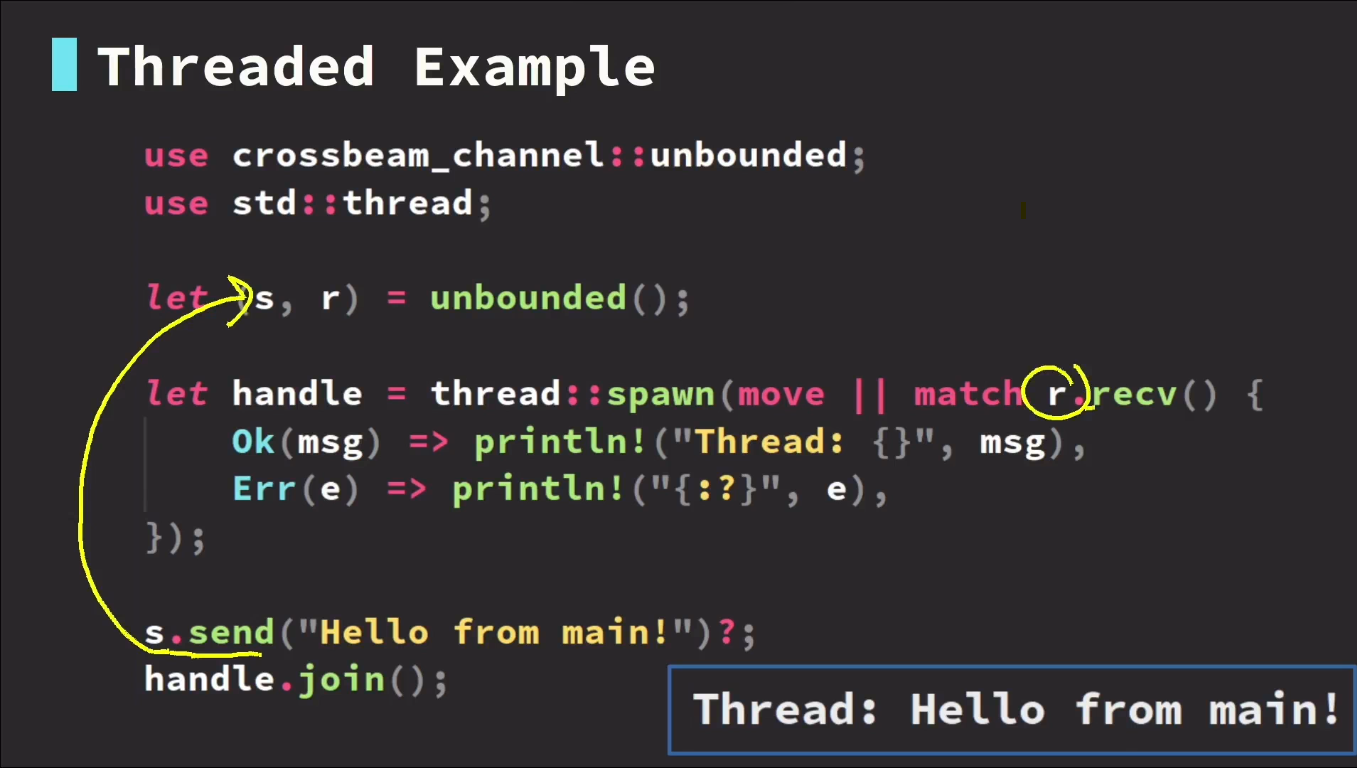 Threaded Example
use crossbeam_channel::unbounded;
use std::thread;
let (s, r) = unbounded();
let handle = thread::spawn(move || match r.recv() {
Ok(msg) => println!("Thread: {}", msg),
Err(e) => println!("{:?}", e),
});
s.send("Hello from main!")?;
handle.join();
Thread: Hello from main!